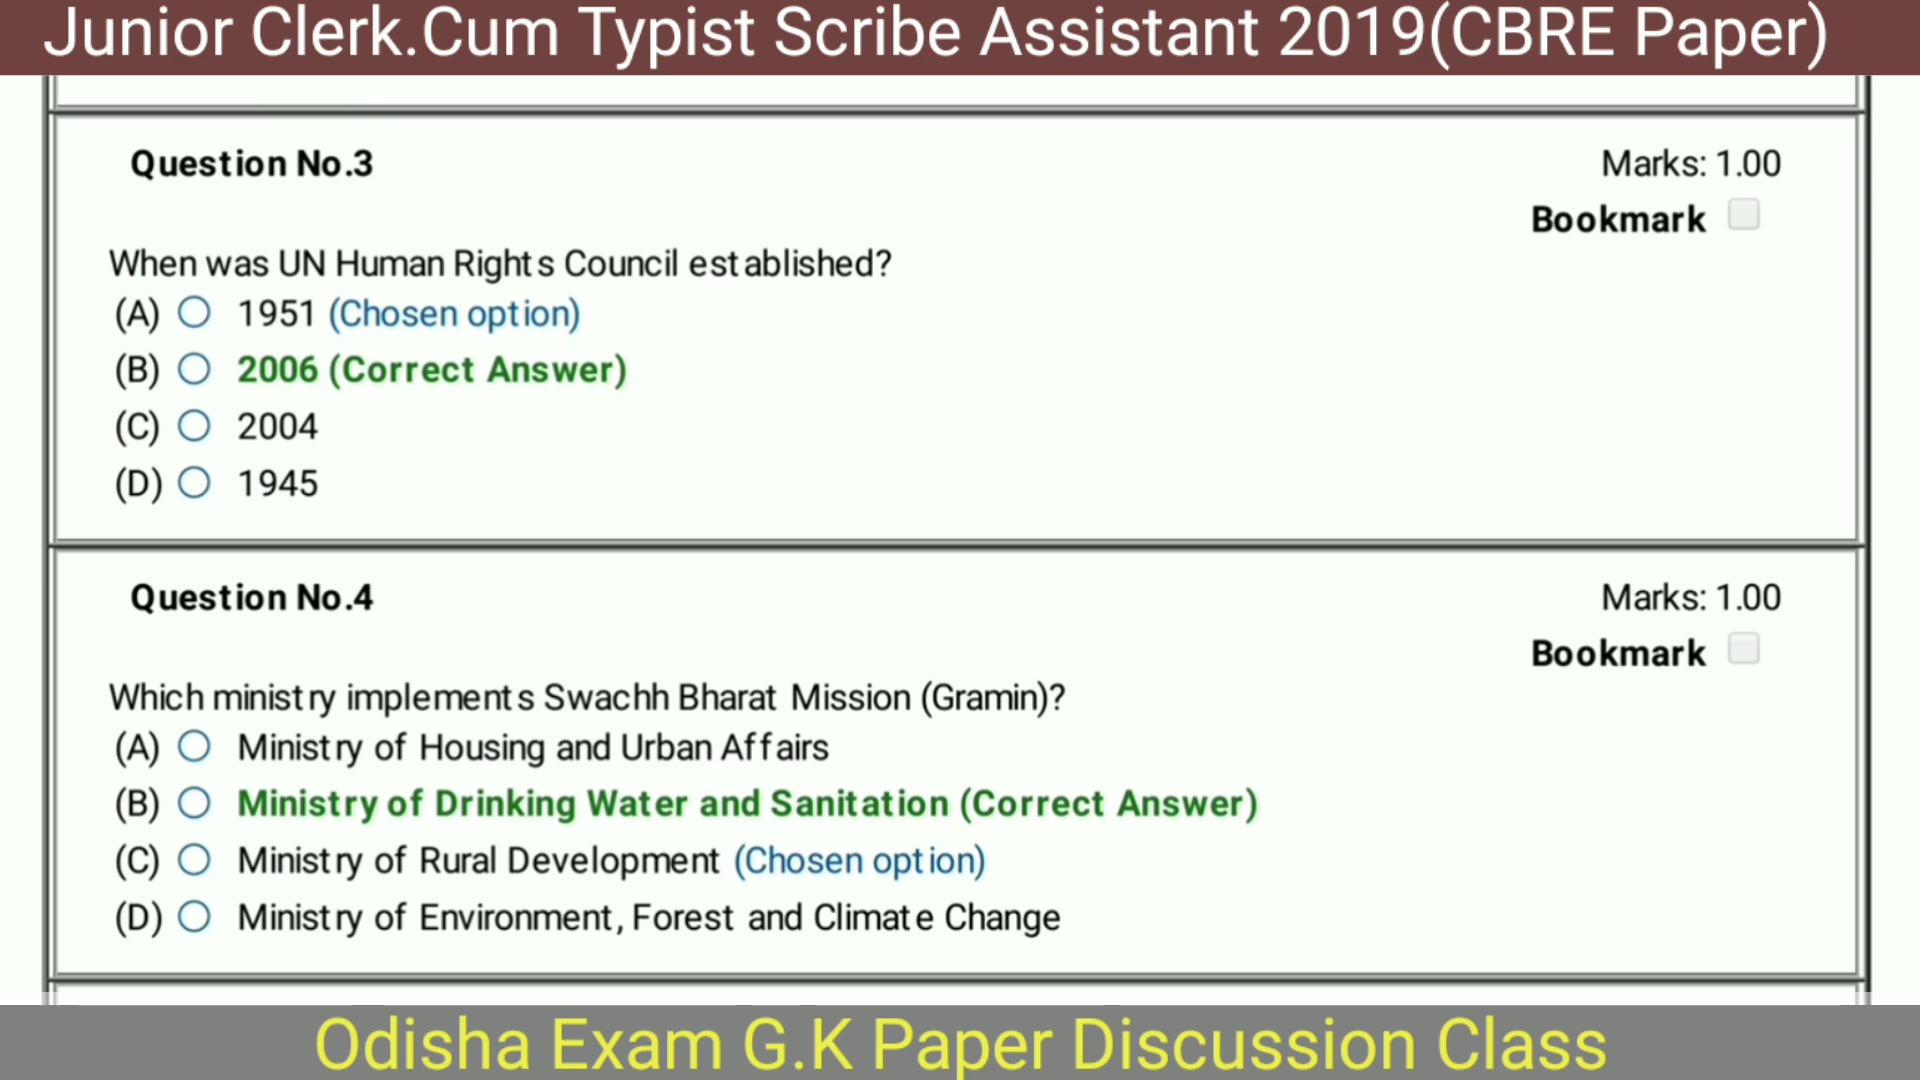 Junior Clerk.Cum Typist Scribe Assistant 2019(CBRE Paper)
Question No.3
Marks: 1.00
Bookmark
When was UN Human Rights Council established?
(A) 1951 (Chosen option)
(B) 2006 (Correct Answer)
(C) 2004
(D) 1945
Question No.4
Marks: 1.00
Bookmark
Which ministry implements Swachh Bharat Mission (Gramin)?
(A) Ministry of Housing and Urban Affairs
(B) Ministry of Drinking Water and Sanitation (Correct Answer)
(C) Ministry of Rural Development (Chosen option)
(D) Ministry of Environment, Forest and Climate Change
Odisha Exam G.K Paper Discussion Class